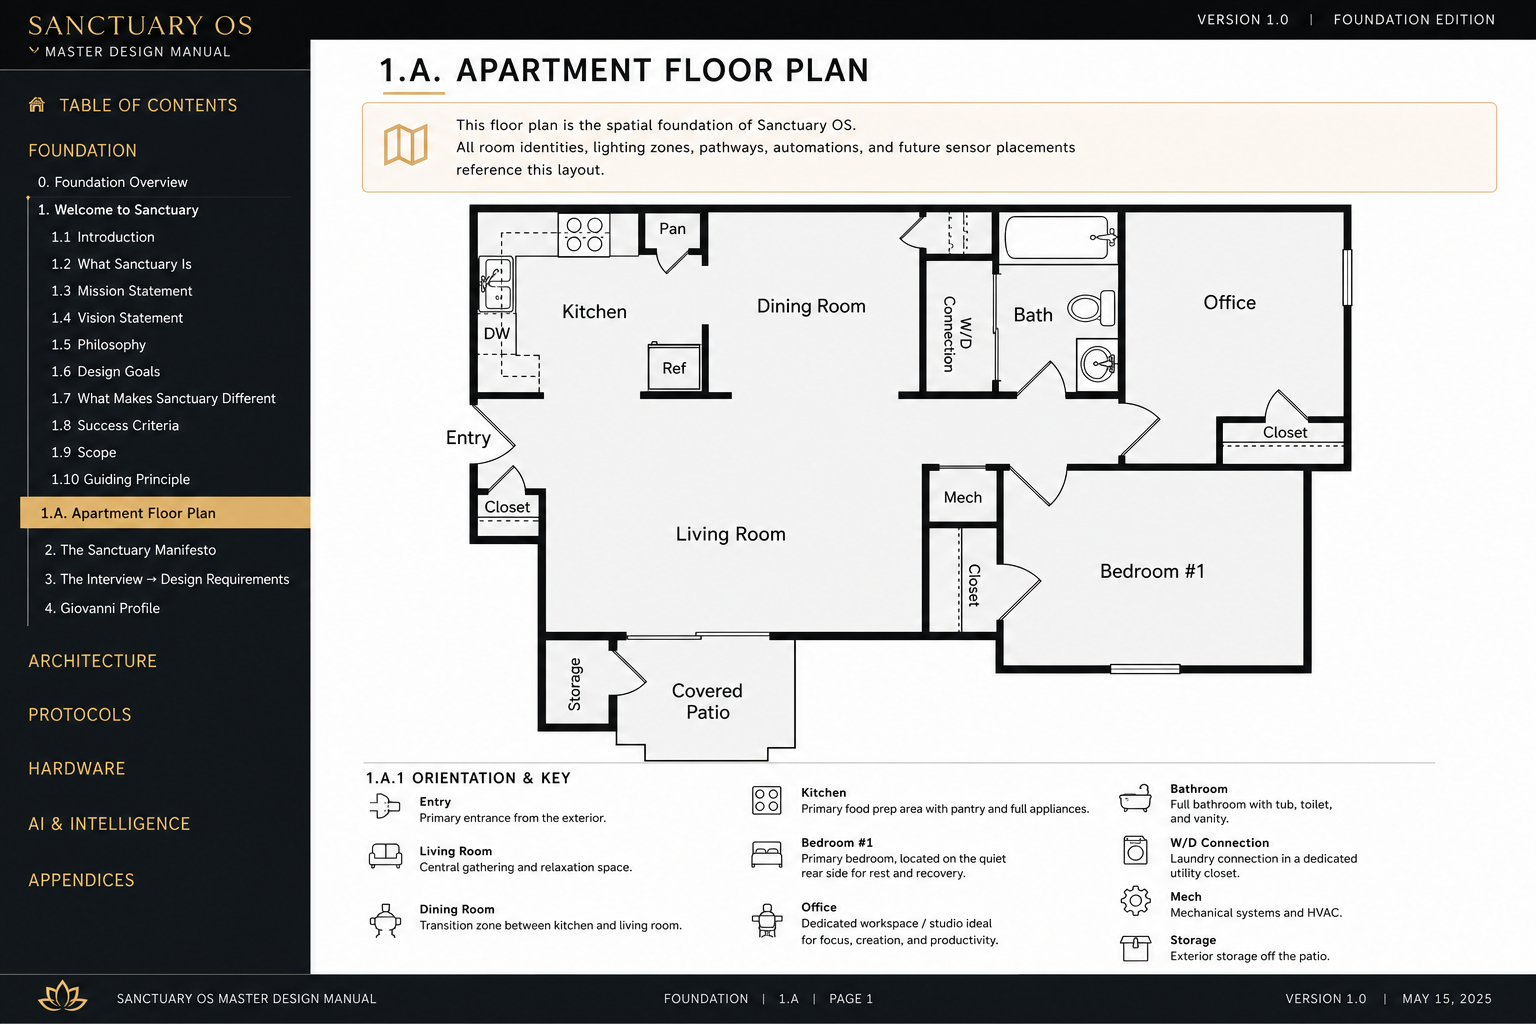 SANCTUARY OS
MASTER DESIGN MANUAL
VERSION 1.0 | FOUNDATION EDITION
TABLE OF CONTENTS
FOUNDATION
0. Foundation Overview
1. Welcome to Sanctuary
1.1 Introduction
1.2 What Sanctuary Is
1.3 Mission Statement
1.4 Vision Statement
1.5 Philosophy
1.6 Design Goals
1.7 What Makes Sanctuary Different
1.8 Success Criteria
1.9 Scope
1.10 Guiding Principle
1.A. Apartment Floor Plan
2. The Sanctuary Manifesto
3. The Interview → Design Requirements
4. Giovanni Profile
ARCHITECTURE
PROTOCOLS
HARDWARE
AI & INTELLIGENCE
APPENDICES
1.A. APARTMENT FLOOR PLAN
This floor plan is the spatial foundation of Sanctuary OS.
All room identities, lighting zones, pathways, automations, and future sensor placements
reference this layout.
Pan
Kitchen
DW
Ref
Dining Room
W/D
Connection
Bath
Office
Closet
Entry
Closet
Living Room
Mech
Closet
Bedroom #1
Storage
Covered
Patio
1.A.1 ORIENTATION & KEY
Entry
Primary entrance from the exterior.
Living Room
Central gathering and relaxation space.
Dining Room
Transition zone between kitchen and living room.
Kitchen
Primary food prep area with pantry and full appliances.
Bedroom #1
Primary bedroom, located on the quiet
rear side for rest and recovery.
Office
Dedicated workspace / studio ideal
for focus, creation, and productivity.
Bathroom
Full bathroom with tub, toilet,
and vanity.
W/D Connection
Laundry connection in a dedicated
utility closet.
Mech
Mechanical systems and HVAC.
Storage
Exterior storage off the patio.
SANCTUARY OS MASTER DESIGN MANUAL
FOUNDATION | 1.A | PAGE 1
VERSION 1.0 | MAY 15, 2025